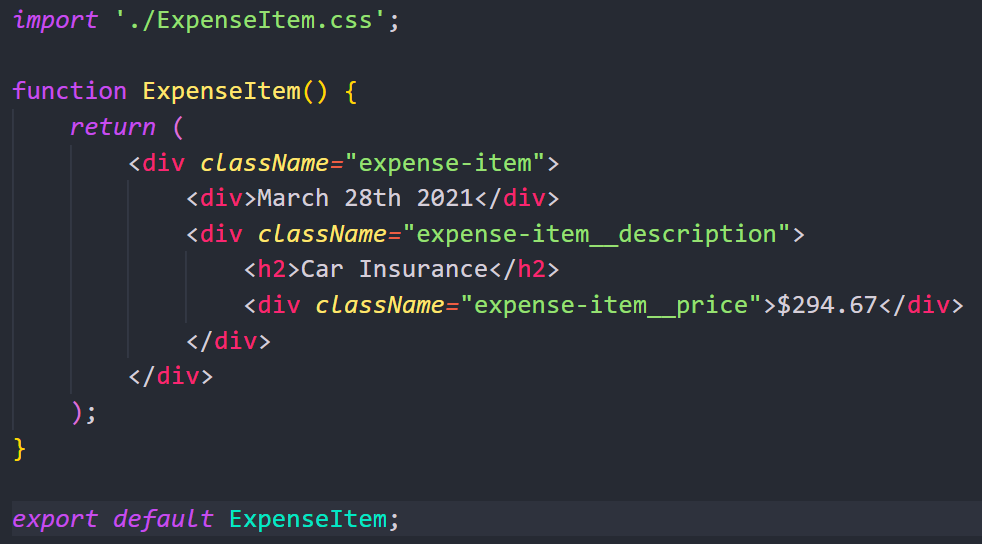 import './ExpenseItem.css';

function ExpenseItem() {
    return (
        <div className="expense-item">
            <div>March 28th 2021</div>
            <div className="expense-item__description">
                <h2>Car Insurance</h2>
                <div className="expense-item__price">$294.67</div>
            </div>
        </div>
    );
}

export default ExpenseItem;